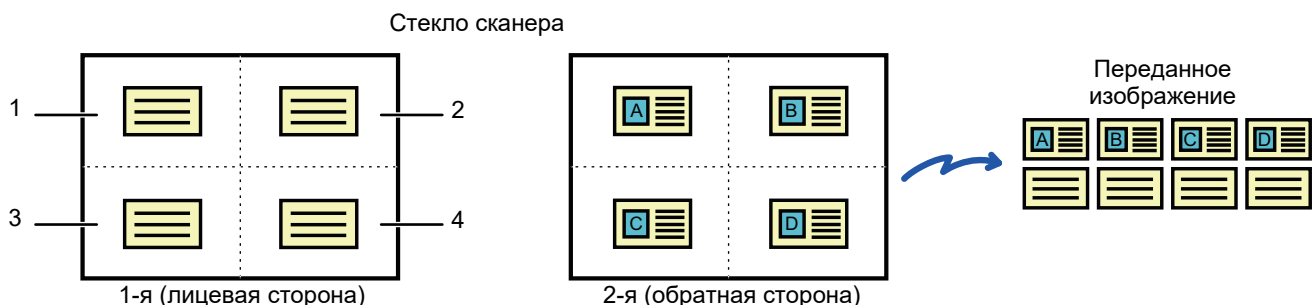 Стекло сканера
1
2
3
4
1-я (лицевая сторона)
A
B
C
D
2-я (обратная сторона)
Переданное
изображение
A
B
C
D